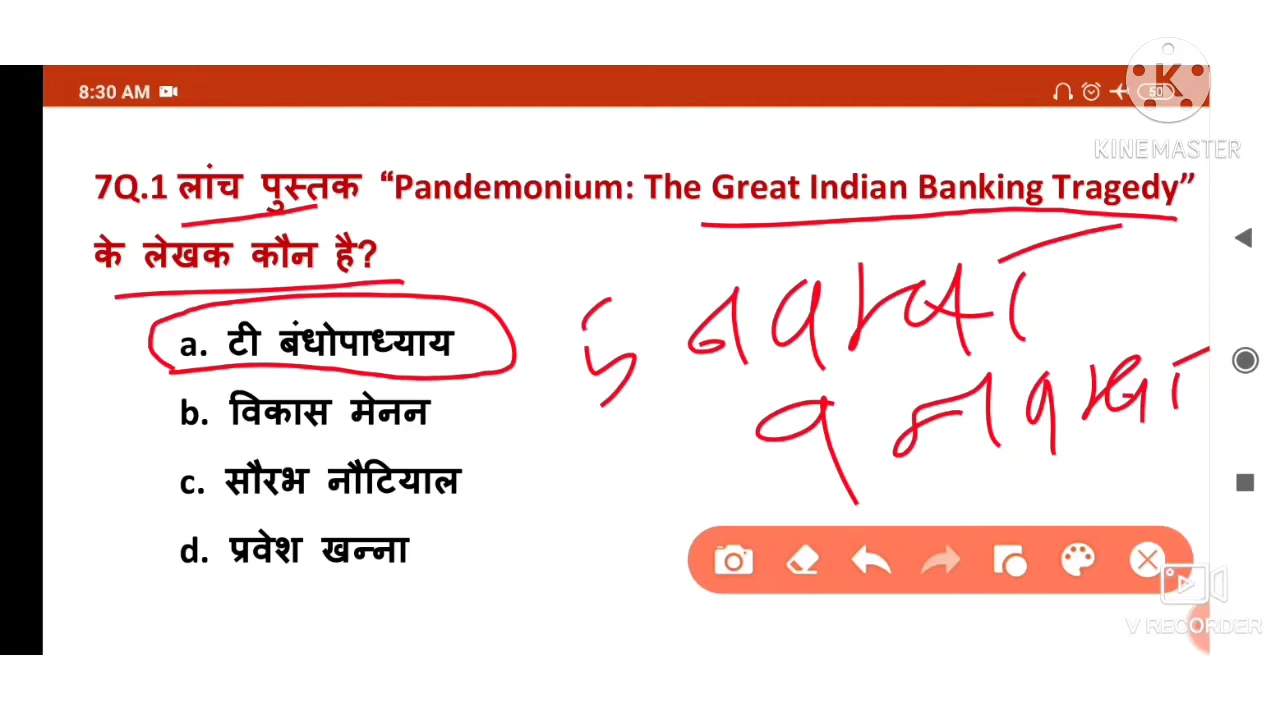 8:30 AM
50
KINEMASTER
7Q.1 लांच पुस्तक “Pandemonium: The Great Indian Banking Tragedy”
के लेखक कौन है?
a. टी बंधोपाध्याय
b. विकास मेनन
c. सौरभ नौटियाल
d. प्रवेश खन्ना
V RECORDER